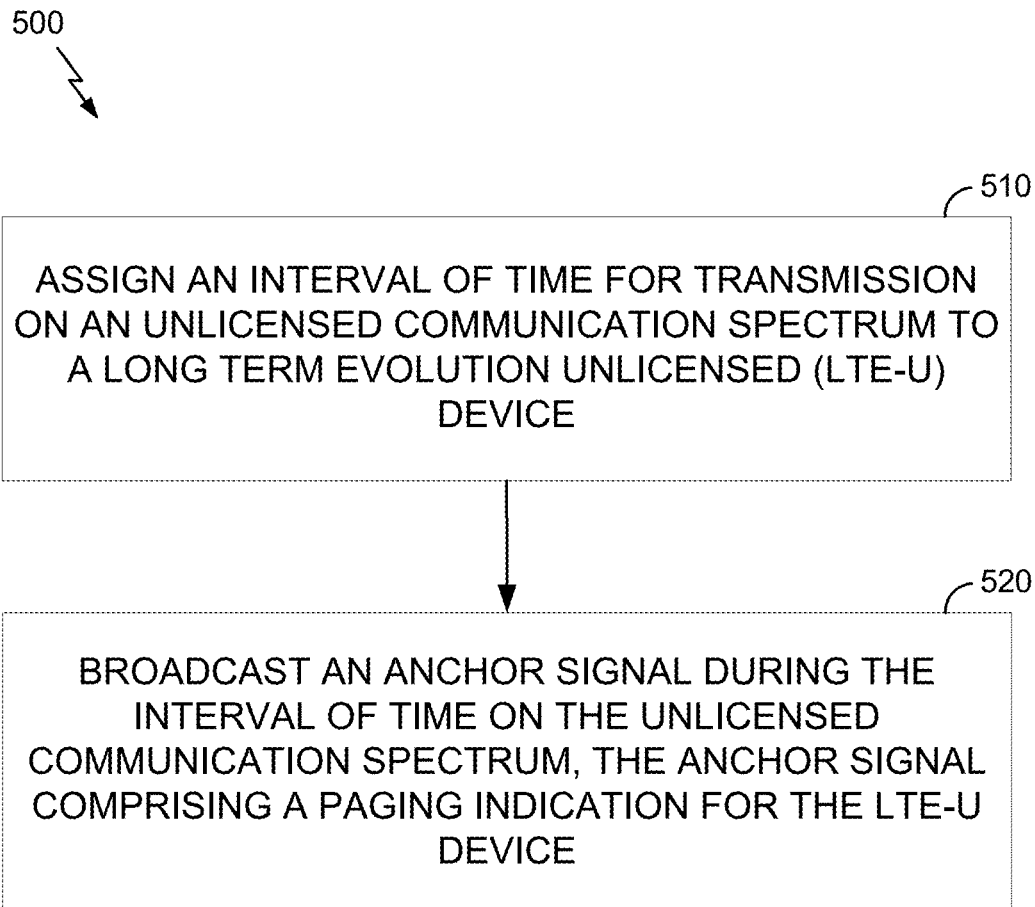 500
510
ASSIGN AN INTERVAL OF TIME FOR TRANSMISSION
ON AN UNLICENSED COMMUNICATION SPECTRUM TO
A LONG TERM EVOLUTION UNLICENSED (LTE-U)
DEVICE
520
BROADCAST AN ANCHOR SIGNAL DURING THE
INTERVAL OF TIME ON THE UNLICENSED
COMMUNICATION SPECTRUM, THE ANCHOR SIGNAL
COMPRISING A PAGING INDICATION FOR THE LTE-U
DEVICE